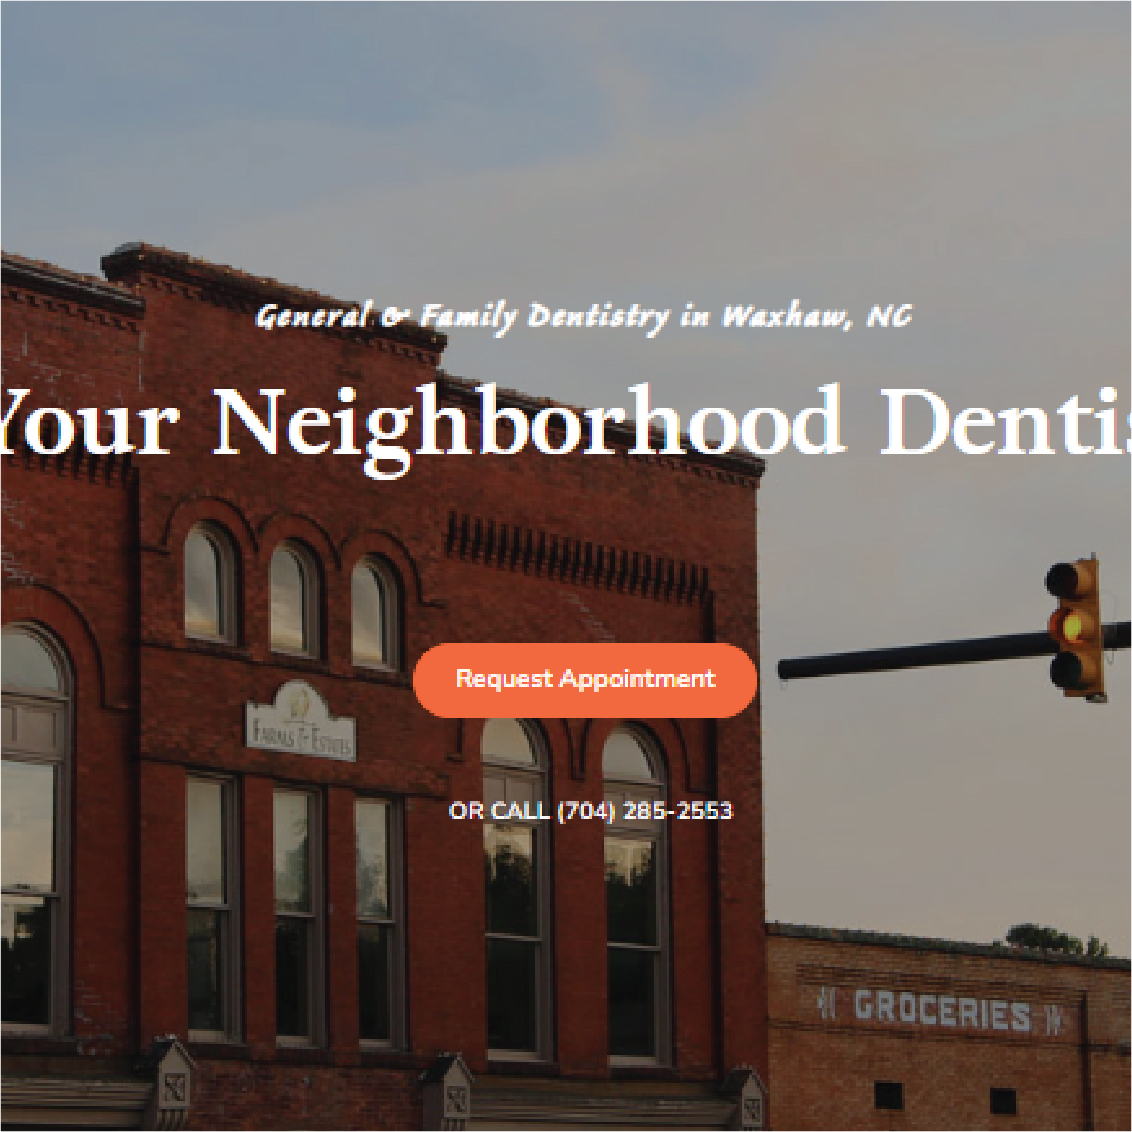 General & Family Dentistry in Waxhaw, NC
Your Neighborhood Dentis
Request Appointment
FARMS & ESTATES
OR CALL (704) 285-2553
GROCERIES